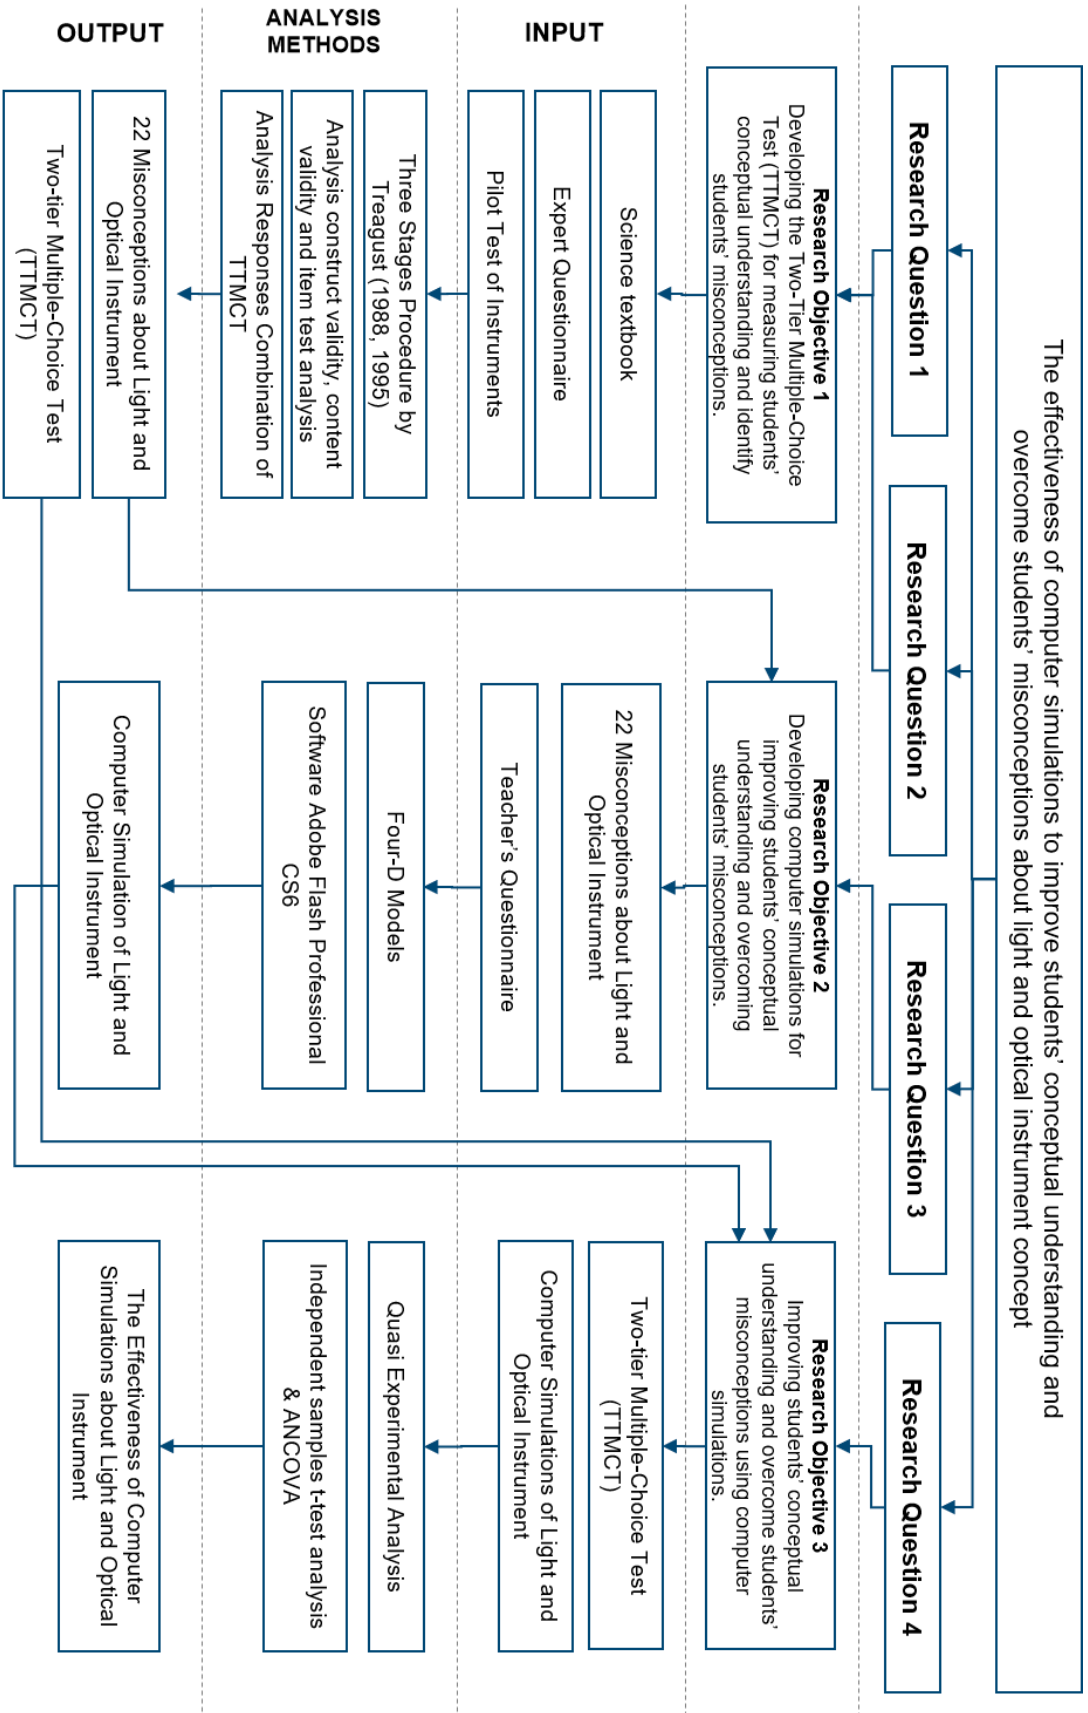 The effectiveness of computer simulations to improve students’ conceptual understanding and
overcome students’ misconceptions about light and optical instrument concept
Research Question 1
Research Question 2
Research Question 3
Research Question 4
Research Objective 1
Developing the Two-Tier Multiple-Choice
Test (TTMCT) for measuring students’
conceptual understanding and identify
students’ misconceptions.
Research Objective 2
Developing computer simulations for
improving students’ conceptual
understanding and overcoming
students’ misconceptions.
Research Objective 3
Improving students’ conceptual
understanding and overcome students’
misconceptions using computer
simulations.
INPUT
Science textbook
Expert Questionnaire
Pilot Test of Instruments
22 Misconceptions about Light and
Optical Instrument
Teacher’s Questionnaire
Two-tier Multiple-Choice Test
(TTMCT)
Computer Simulations of Light and
Optical Instrument
ANALYSIS
METHODS
Three Stages Procedure by
Treagust (1988, 1995)
Analysis construct validity, content
validity and item test analysis
Analysis Responses Combination of
TTMCT
Four-D Models
Software Adobe Flash Professional
CS6
Quasi Experimental Analysis
Independent samples t-test analysis
& ANCOVA
OUTPUT
22 Misconceptions about Light and
Optical Instrument
Two-tier Multiple-Choice Test
(TTMCT)
Computer Simulation of Light and
Optical Instrument
The Effectiveness of Computer
Simulations about Light and Optical
Instrument